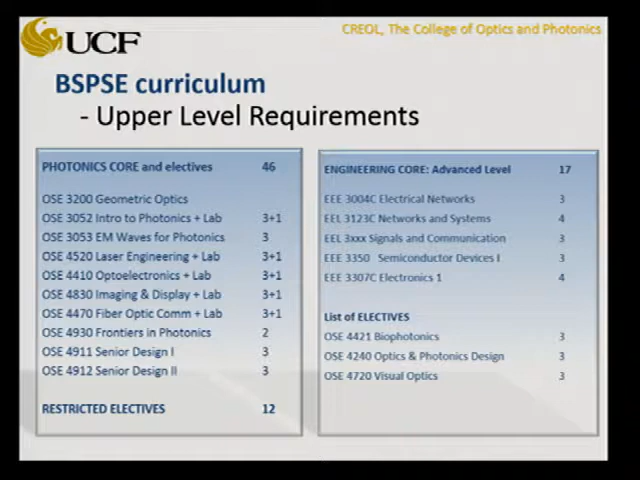 UCF
CREOL, The College of Optics and Photonics
BSPSE curriculum
- Upper Level Requirements
PHOTONICS CORE and electives 46
OSE 3200 Geometric Optics
OSE 3052 Intro to Photonics + Lab 3+1
OSE 3053 EM Waves for Photonics 3
OSE 4520 Laser Engineering + Lab 3+1
OSE 4410 Optoelectronics + Lab 3+1
OSE 4830 Imaging & Display + Lab 3+1
OSE 4470 Fiber Optic Comm + Lab 3+1
OSE 4930 Frontiers in Photonics 2
OSE 4911 Senior Design I 3
OSE 4912 Senior Design II 3
RESTRICTED ELECTIVES 12
ENGINEERING CORE: Advanced Level 17
EEE 3004C Electrical Networks 3
EEL 3123C Networks and Systems 4
EEL 3xxx Signals and Communication 3
EEE 3350 Semiconductor Devices I 3
EEE 3307C Electronics 1 4
List of ELECTIVES
OSE 4421 Biophotonics 3
OSE 4240 Optics & Photonics Design 3
OSE 4720 Visual Optics 3